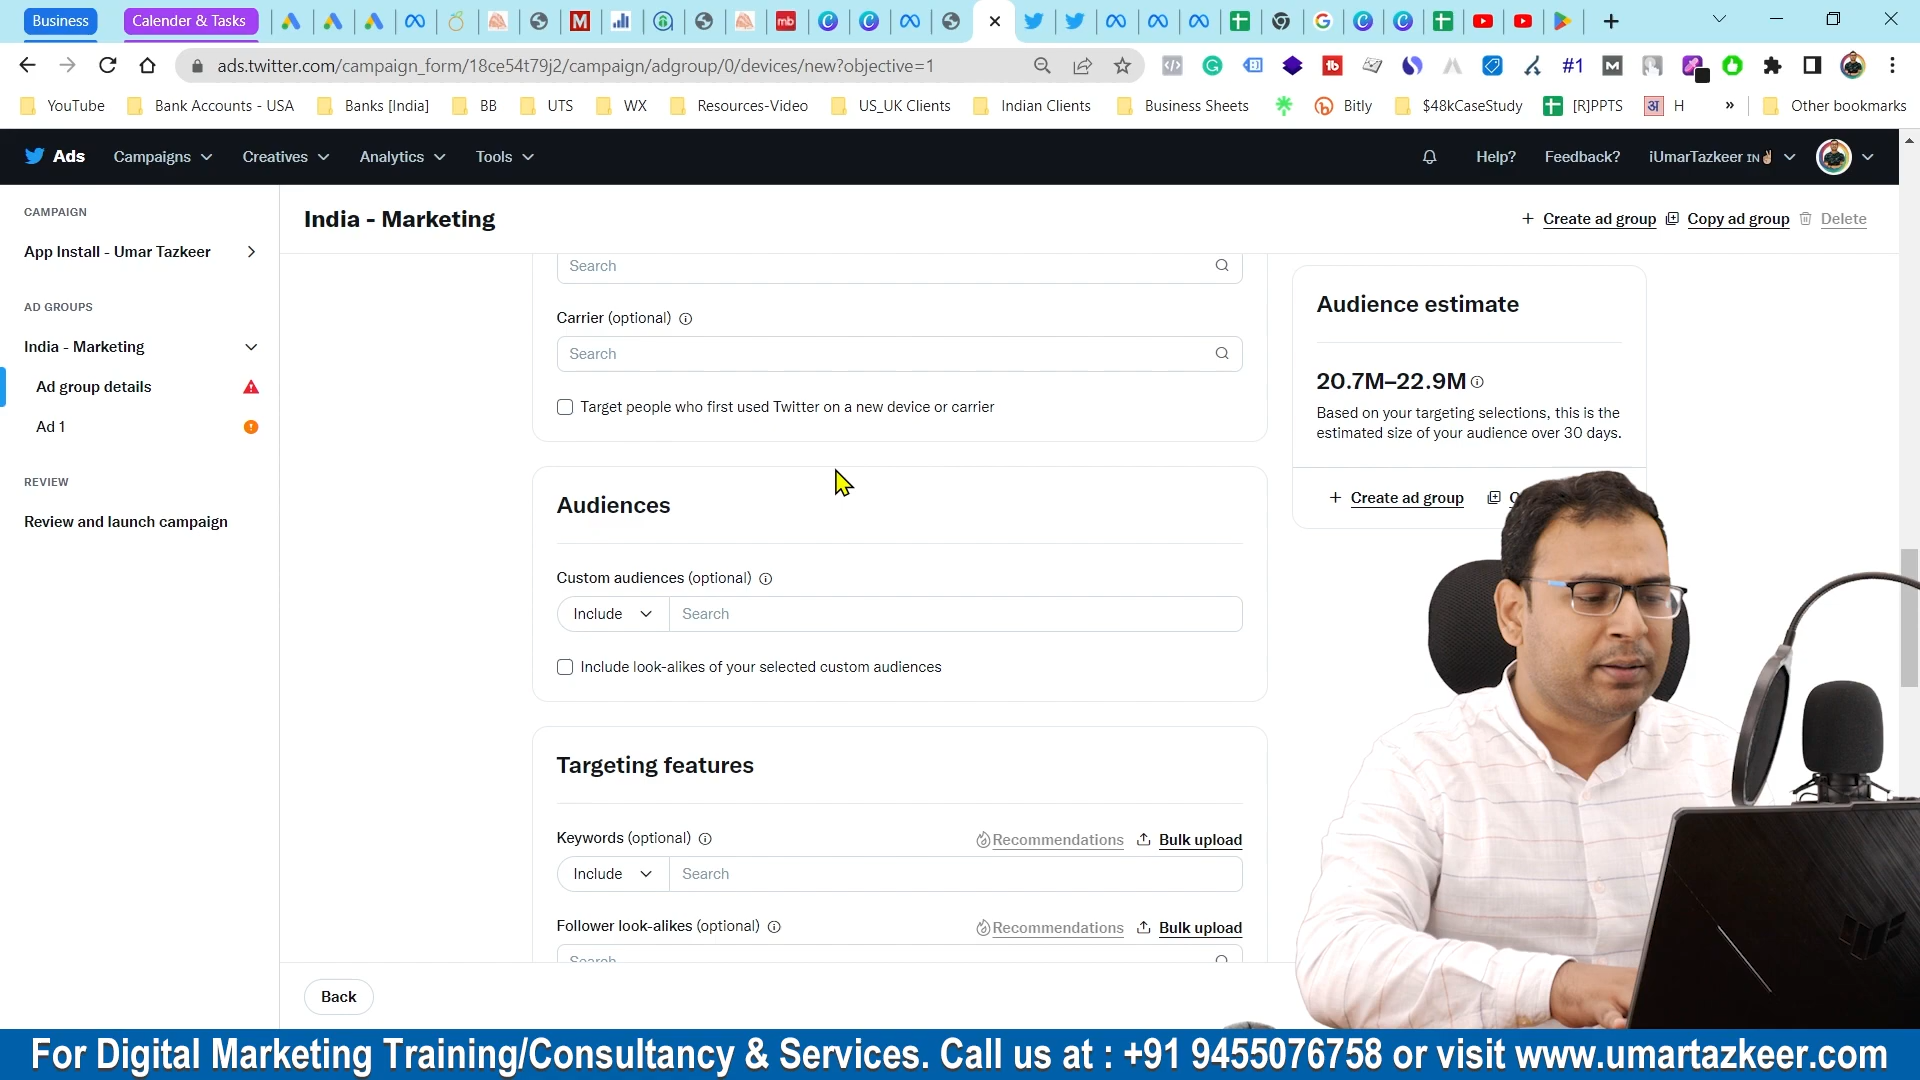 Business
Calender & Tasks
ads.twitter.com/campaign_form/18ce54t79j2/campaign/adgroup/0/devices/new?objective=1
#1
YouTube
Bank Accounts - USA
Banks [India]
BB
UTS
WX
Resources-Video
US_UK Clients
Indian Clients
Business Sheets
Bitly
$48kCaseStudy
[R]PPTS
अ
H
»
Other bookmarks
Ads
Campaigns
Creatives
Analytics
Tools
Help?
Feedback?
iUmarTazkeer IN✌🏽
CAMPAIGN
App Install - Umar Tazkeer
AD GROUPS
India - Marketing
Ad group details
Ad 1
REVIEW
Review and launch campaign
India - Marketing
+ Create ad group
Copy ad group
Delete
Search
Carrier (optional)
Search
Target people who first used Twitter on a new device or carrier
Audiences
Custom audiences (optional)
Include
Search
Include look-alikes of your selected custom audiences
Targeting features
Keywords (optional)
Recommendations
Bulk upload
Include
Search
Follower look-alikes (optional)
Recommendations
Bulk upload
Search
Back
Audience estimate
20.7M–22.9M
Based on your targeting selections, this is the
estimated size of your audience over 30 days.
+ Create ad group
For Digital Marketing Training/Consultancy & Services. Call us at : +91 9455076758 or visit www.umartazkeer.com